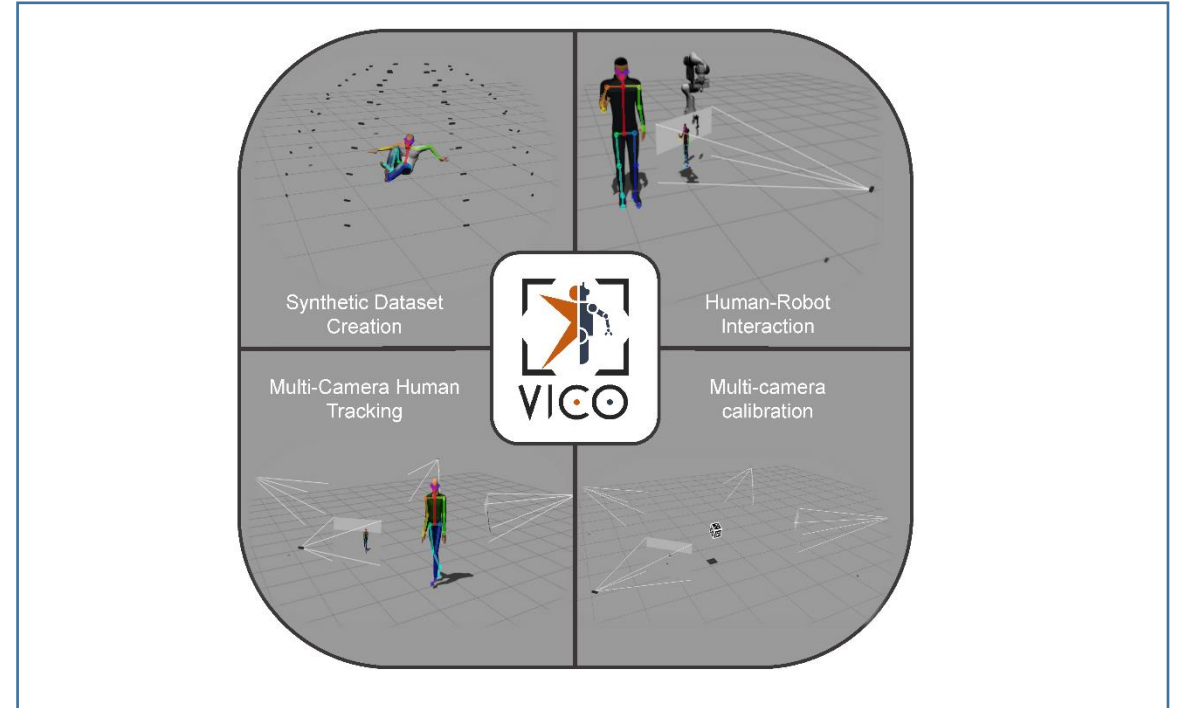 Synthetic Dataset
Creation
Human-Robot
Interaction
VICO
Multi-Camera Human
Tracking
Multi-camera
calibration